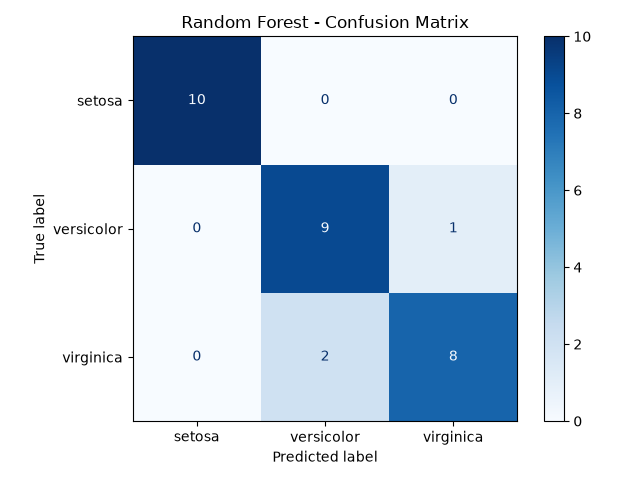 Random Forest - Confusion Matrix
True label
setosa 10 0 0
versicolor 0 9 1
virginica 0 2 8
setosa versicolor virginica
Predicted label
10
8
6
4
2
0